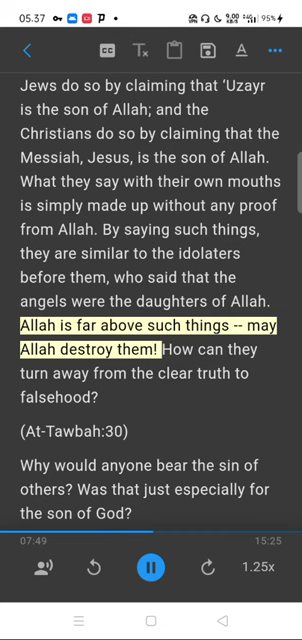 05.37
9.00 KB/S
4G+
95%
CC
A
Jews do so by claiming that ‘Uzayr
is the son of Allah; and the
Christians do so by claiming that the
Messiah, Jesus, is the son of Allah.
What they say with their own mouths
is simply made up without any proof
from Allah. By saying such things,
they are similar to the idolaters
before them, who said that the
angels were the daughters of Allah.
Allah is far above such things -- may
Allah destroy them! How can they
turn away from the clear truth to
falsehood?
(At-Tawbah:30)
Why would anyone bear the sin of
others? Was that just especially for
the son of God?
07:49
15:25
1.25x